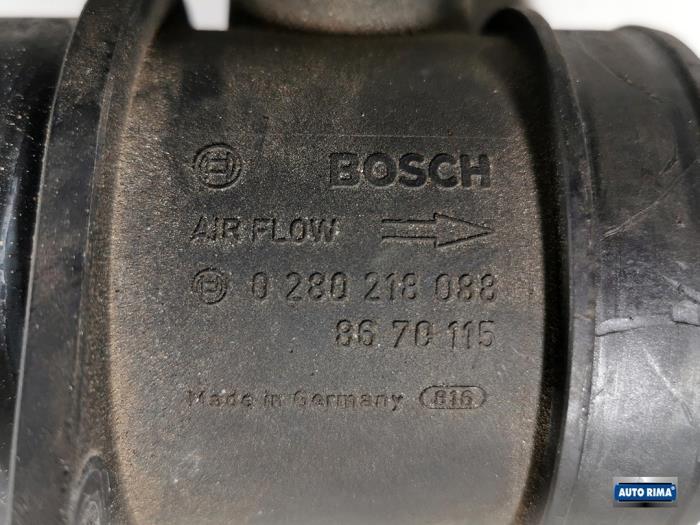 BOSCH
AIR FLOW
0 280 218 088
86 70 115
Made in Germany 816
AUTO RIMA